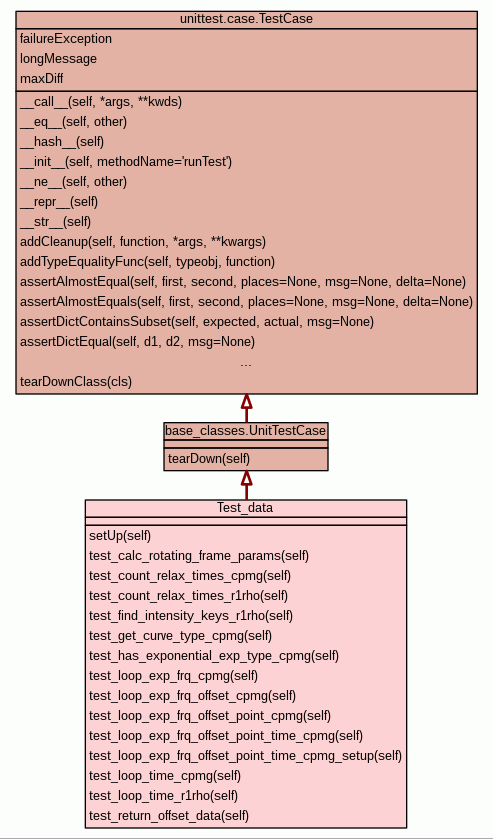 unittest.case.TestCase
failureException
longMessage
maxDiff
__call__(self, *args, **kwds)
__eq__(self, other)
__hash__(self)
__init__(self, methodName='runTest')
__ne__(self, other)
__repr__(self)
__str__(self)
addCleanup(self, function, *args, **kwargs)
addTypeEqualityFunc(self, typeobj, function)
assertAlmostEqual(self, first, second, places=None, msg=None, delta=None)
assertAlmostEquals(self, first, second, places=None, msg=None, delta=None)
assertDictContainsSubset(self, expected, actual, msg=None)
assertDictEqual(self, d1, d2, msg=None)
...
tearDownClass(cls)
base_classes.UnitTestCase
tearDown(self)
Test_data
setUp(self)
test_calc_rotating_frame_params(self)
test_count_relax_times_cpmg(self)
test_count_relax_times_r1rho(self)
test_find_intensity_keys_r1rho(self)
test_get_curve_type_cpmg(self)
test_has_exponential_exp_type_cpmg(self)
test_loop_exp_frq_cpmg(self)
test_loop_exp_frq_offset_cpmg(self)
test_loop_exp_frq_offset_point_cpmg(self)
test_loop_exp_frq_offset_point_time_cpmg(self)
test_loop_exp_frq_offset_point_time_cpmg_setup(self)
test_loop_time_cpmg(self)
test_loop_time_r1rho(self)
test_return_offset_data(self)